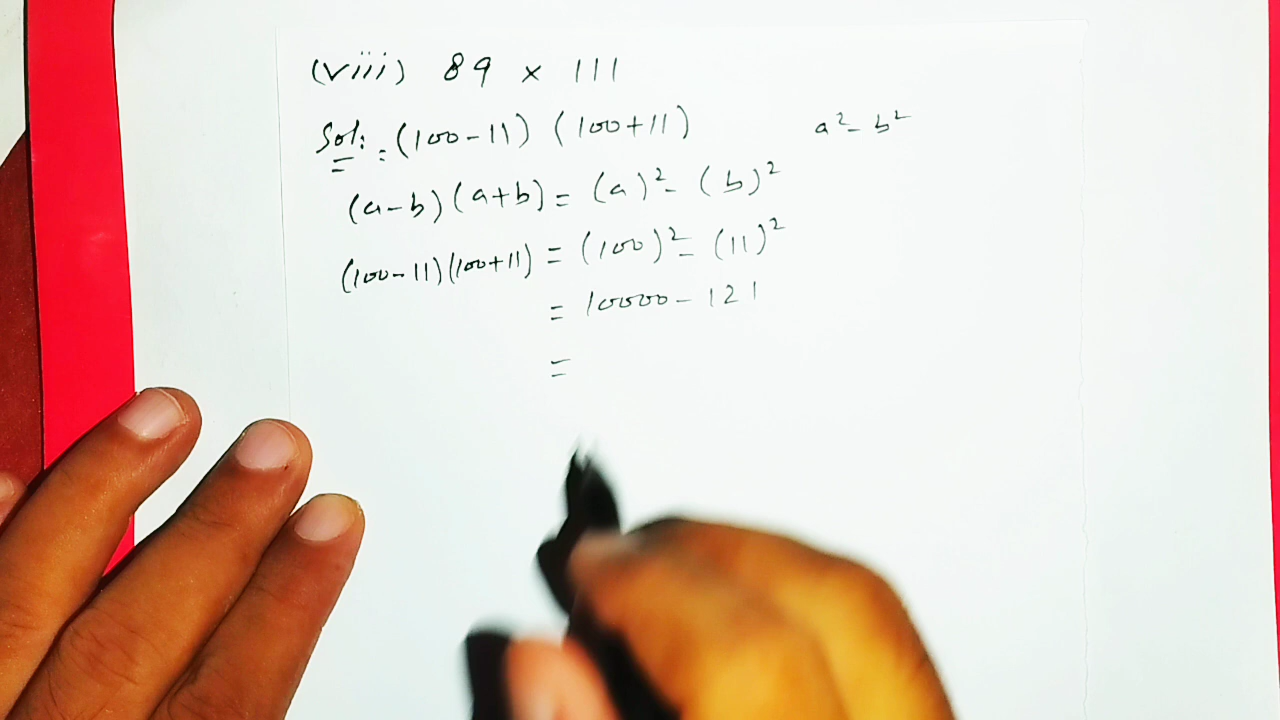 (viii) 89 × 111
Sol: = (100-11) (100+11) a²- b²
(a-b)(a+b) = (a)²- (b)²
(100-11)(100+11) = (100)²- (11)²
= 10000 - 121
=